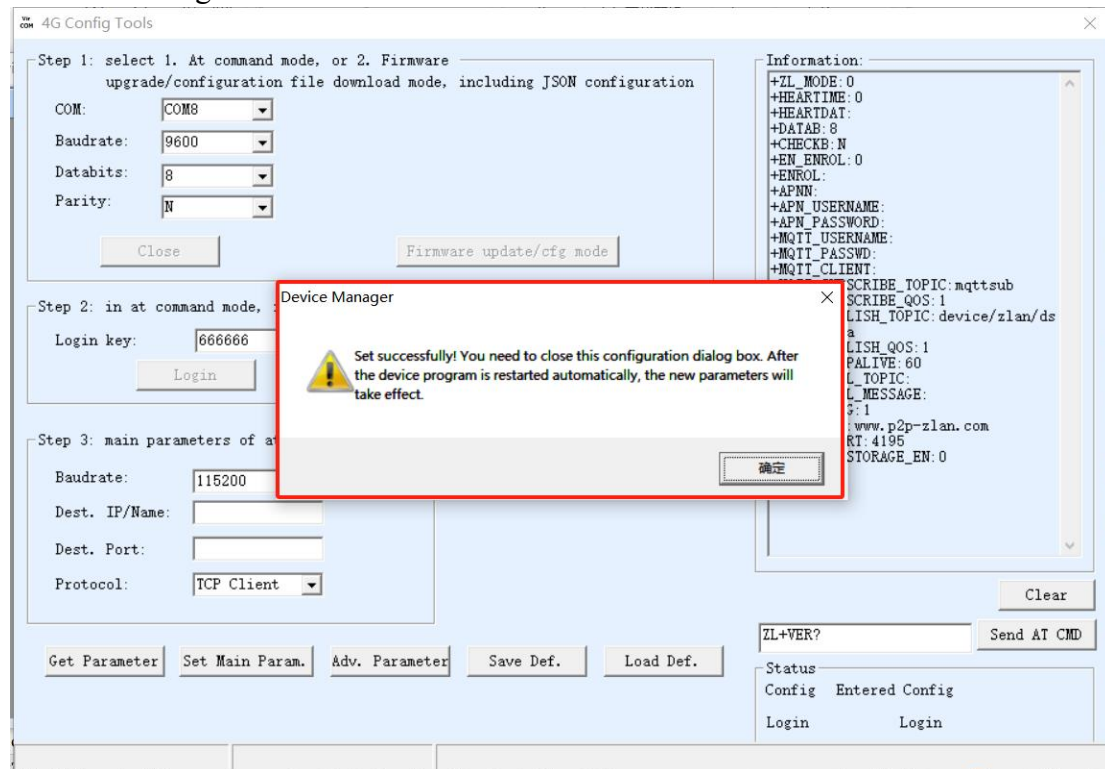 4G Config Tools
Step 1: select 1. At command mode, or 2. Firmware
upgrade/configuration file download mode, including JSON configuration
COM: COM8
Baudrate: 9600
Databits: 8
Parity: N
Close
Firmware update/cfg mode
Step 2: in at command mode,
Login key: 666666
Login
Step 3: main parameters of at
Baudrate: 115200
Dest. IP/Name:
Dest. Port:
Protocol: TCP Client
Get Parameter
Set Main Param.
Adv. Parameter
Save Def.
Load Def.
Device Manager
Set successfully! You need to close this configuration dialog box. After
the device program is restarted automatically, the new parameters will
take effect.
确定
Information:
+ZL_MODE:0
+HEARTIME:0
+HEARTDAT:
+DATAB:8
+CHECKB:N
+EN_ENROL:0
+ENROL:
+APNN:
+APN_USERNAME:
+APN_PASSWORD:
+MQTT_USERNAME:
+MQTT_PASSWD:
+MQTT_CLIENT:
SCRIBE_TOPIC:mqttsub
SCRIBE_QOS:1
LISH_TOPIC:device/zlan/ds
a
LISH_QOS:1
PALIVE:60
L_TOPIC:
L_MESSAGE:
G:1
:www.p2p-zlan.com
RT:4195
STORAGE_EN:0
Clear
ZL+VER?
Send AT CMD
Status
Config Entered Config
Login Login